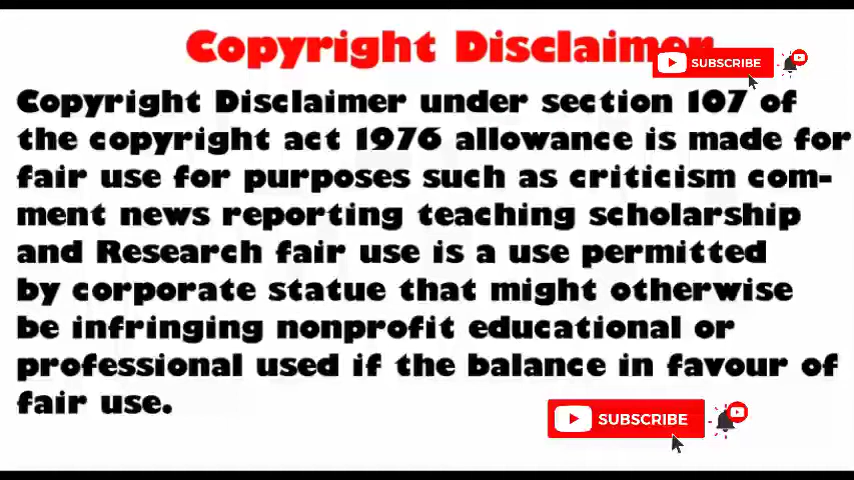 Copyright Disclaimer
SUBSCRIBE
Copyright Disclaimer under section 107 of
the copyright act 1976 allowance is made for
fair use for purposes such as criticism com-
ment news reporting teaching scholarship
and Research fair use is a use permitted
by corporate statue that might otherwise
be infringing nonprofit educational or
professional used if the balance in favour of
fair use.
SUBSCRIBE